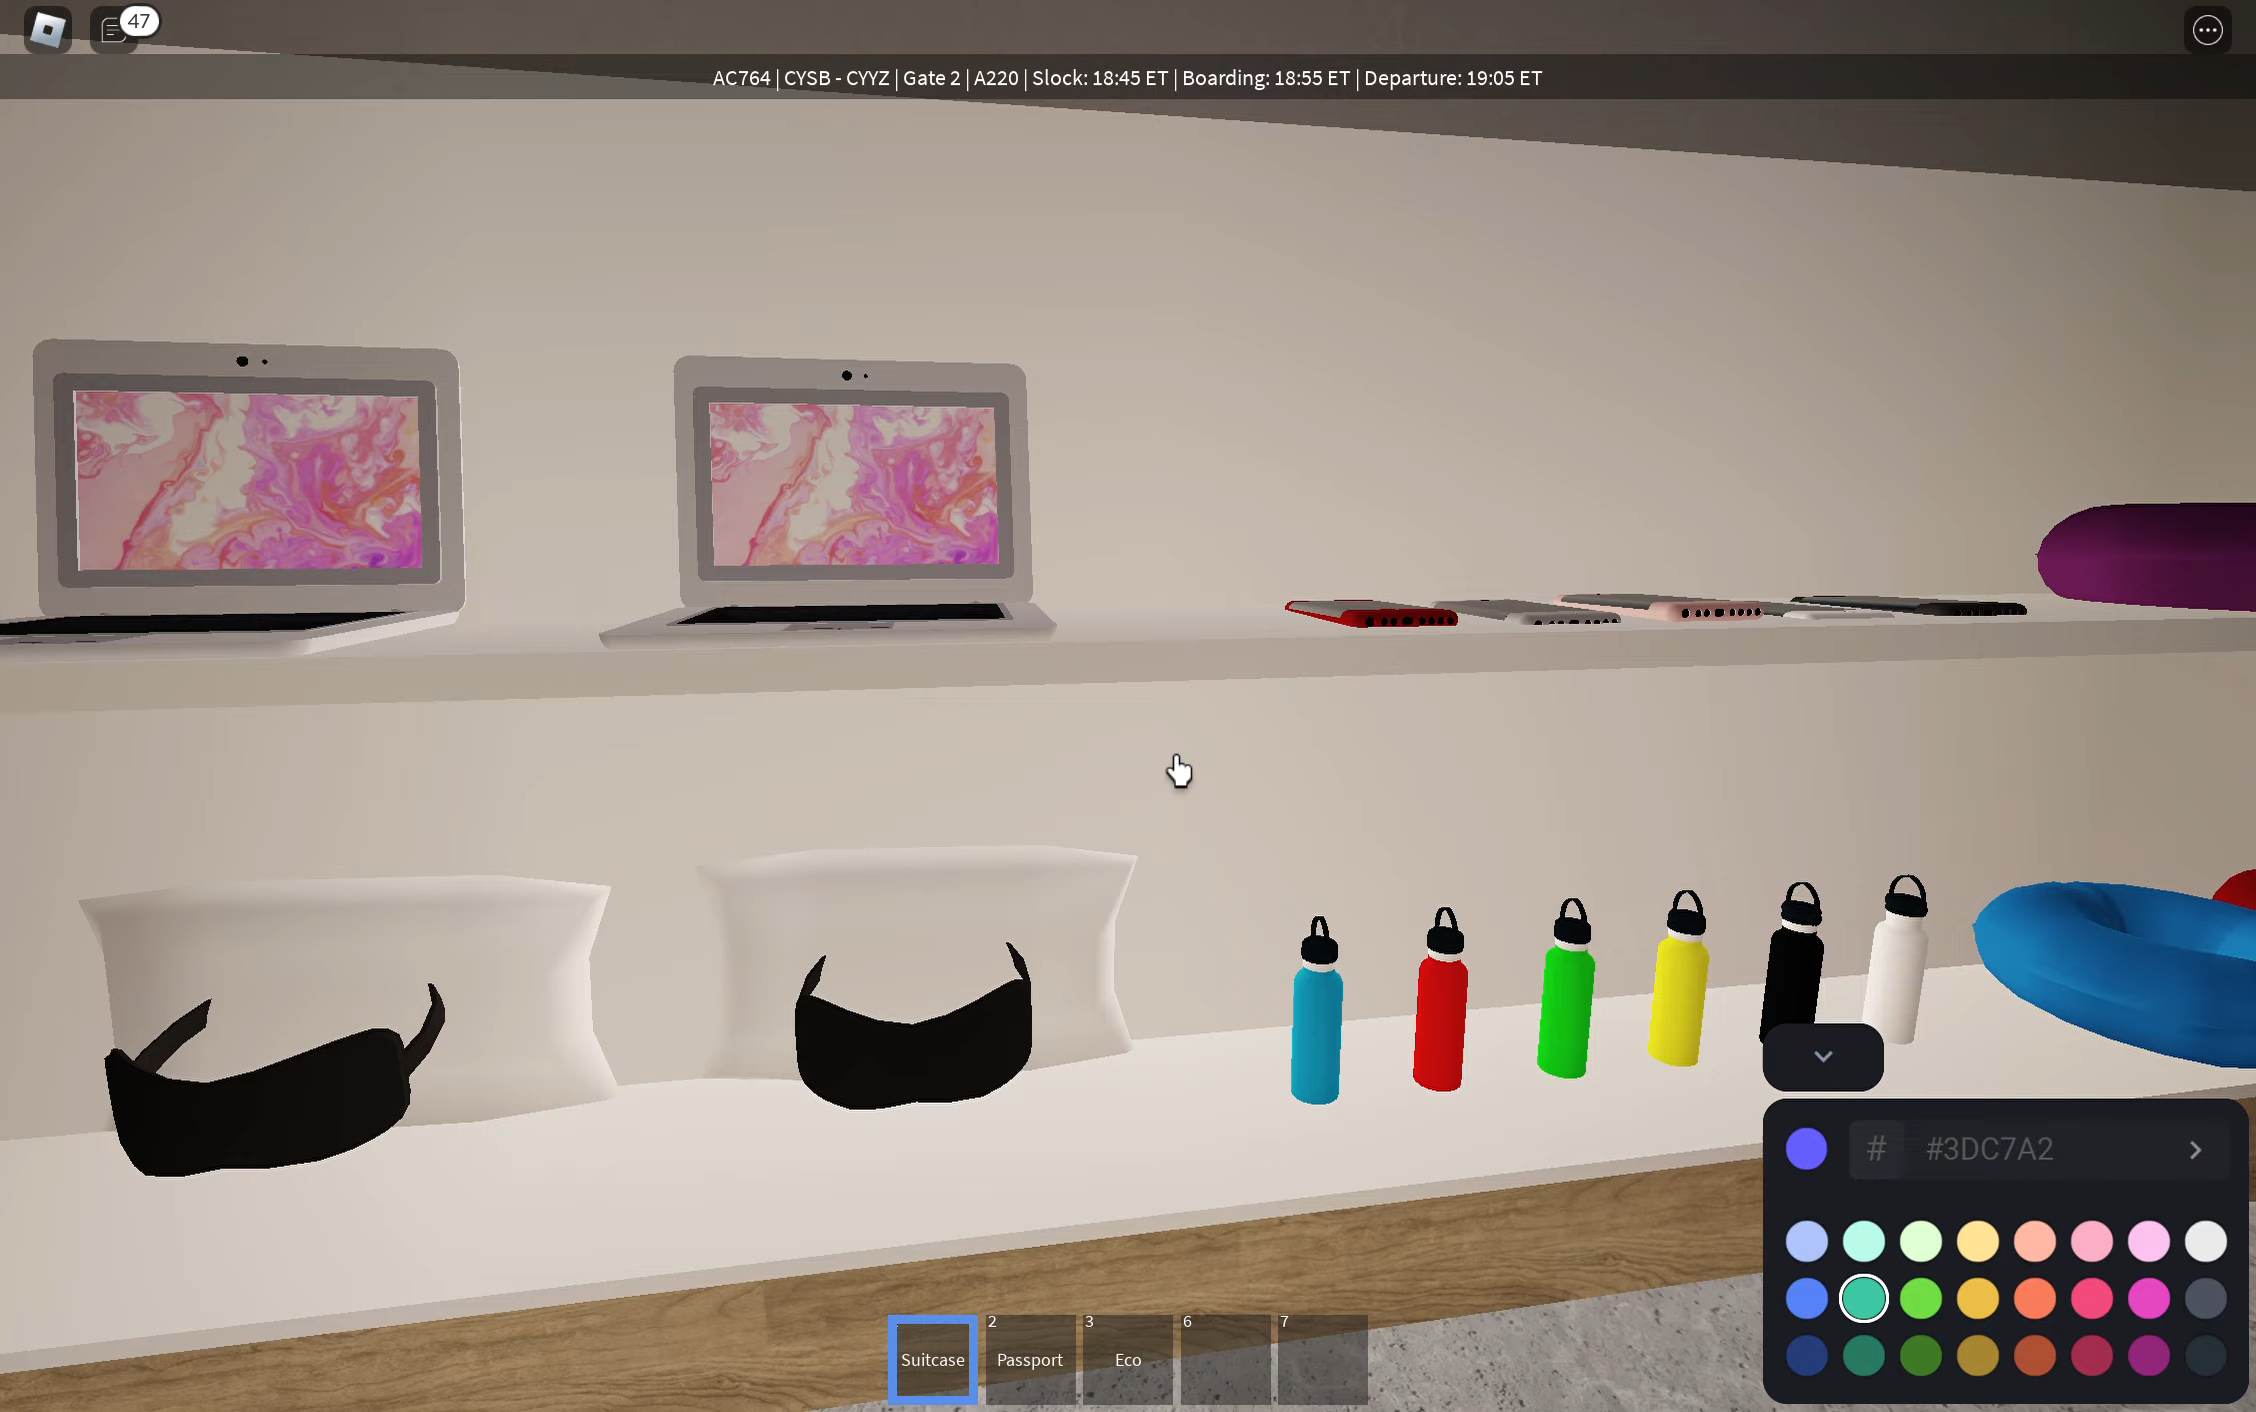 47
AC764 | CYSB - CYYZ | Gate 2 | A220 | Slock: 18:45 ET | Boarding: 18:55 ET | Departure: 19:05 ET
# #3DC7A2
2 3 6 7
Suitcase Passport Eco